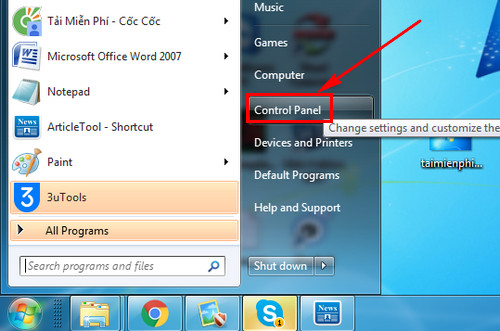 Tải Miễn Phí - Cốc Cốc
Microsoft Office Word 2007
Notepad
ArticleTool - Shortcut
Paint
3uTools
All Programs
Search programs and files
Music
Games
Computer
Control Panel
Change settings and customize the
Devices and Printers
Default Programs
Help and Support
Shut down
taimienphi...
News
News